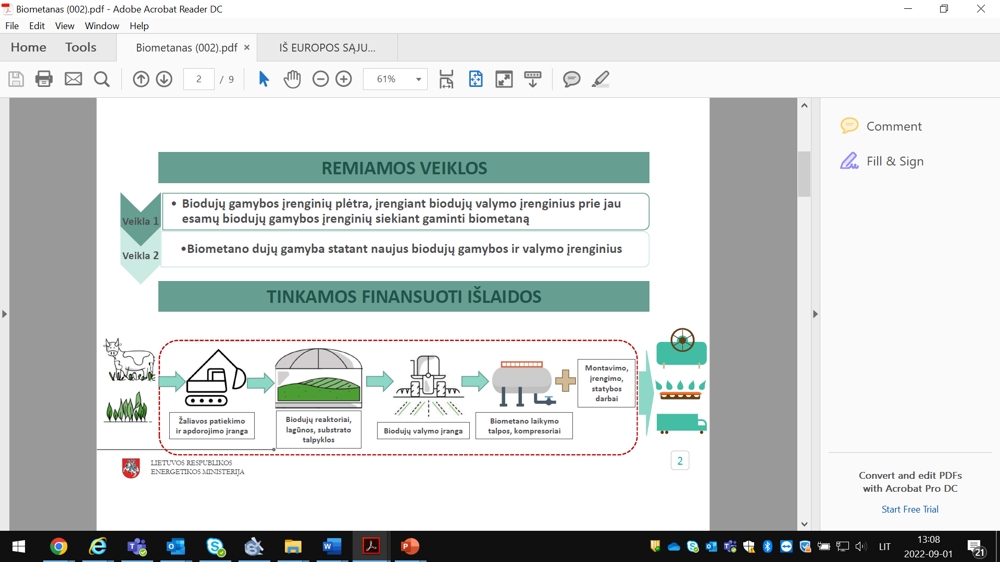 Biometanas (002).pdf - Adobe Acrobat Reader DC
File Edit View Window Help
Home Tools Biometanas (002).pdf × IŠ EUROPOS SĄJU...
2 / 9 61%
Comment
Fill & Sign
REMIAMOS VEIKLOS
Veikla 1
• Biodujų gamybos įrenginių plėtra, įrengiant biodujų valymo įrenginius prie jau
esamų biodujų gamybos įrenginių siekiant gaminti biometaną
Veikla 2
•Biometano dujų gamyba statant naujus biodujų gamybos ir valymo įrenginius
TINKAMOS FINANSUOTI IŠLAIDOS
Žaliavos patiekimo
ir apdorojimo įranga
Biodujų reaktoriai,
lagūnos, substrato
talpyklos
Biodujų valymo įranga
Biometano laikymo
talpos, kompresoriai
Montavimo,
įrengimo,
statybos
darbai
LIETUVOS RESPUBLIKOS
ENERGETIKOS MINISTERIJA
2
Convert and edit PDFs
with Acrobat Pro DC
Start Free Trial
LIT
13:08
2022-09-01
21